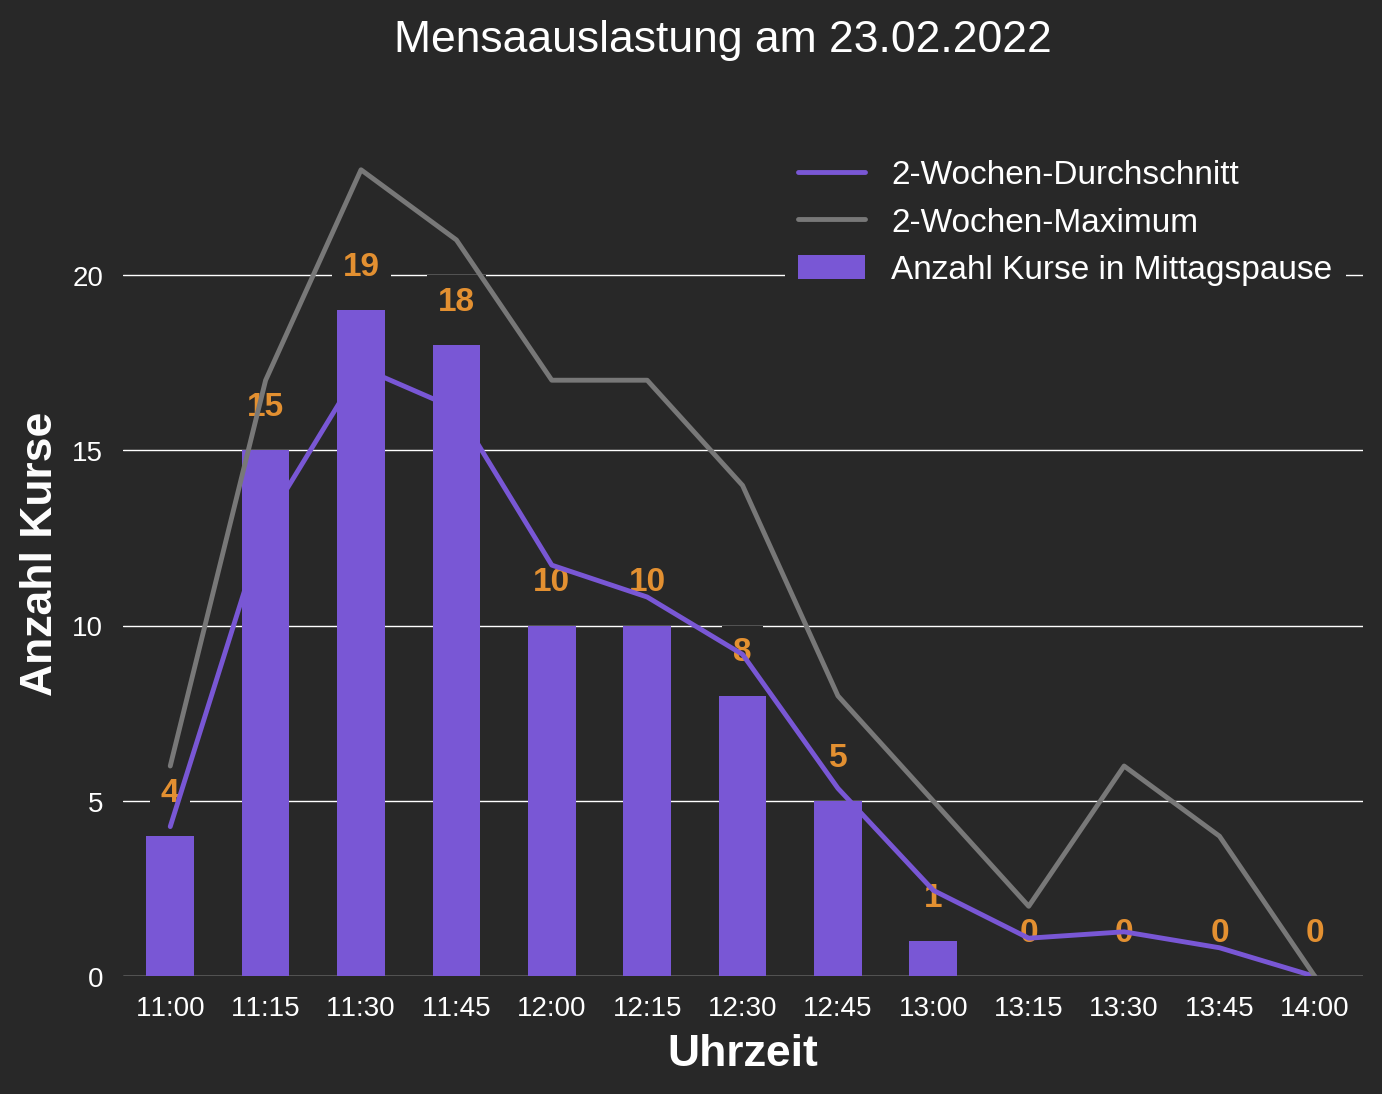 Mensaauslastung am 23.02.2022
2-Wochen-Durchschnitt
2-Wochen-Maximum
Anzahl Kurse in Mittagspause
Anzahl Kurse
20
15
10
5
0
4
15
19
18
10
10
8
5
1
0
0
0
0
11:00 11:15 11:30 11:45 12:00 12:15 12:30 12:45 13:00 13:15 13:30 13:45 14:00
Uhrzeit